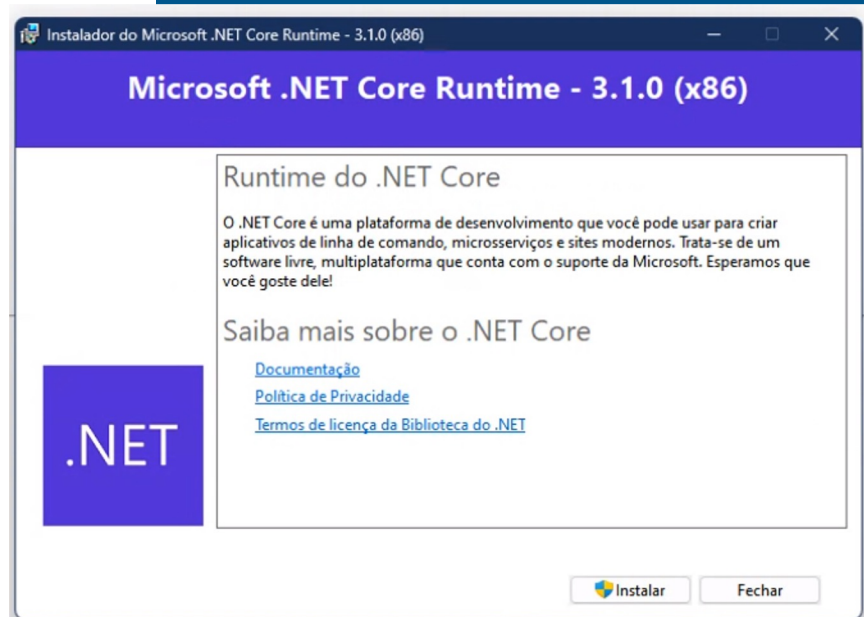 Instalador do Microsoft .NET Core Runtime - 3.1.0 (x86)
Microsoft .NET Core Runtime - 3.1.0 (x86)
Runtime do .NET Core
O .NET Core é uma plataforma de desenvolvimento que você pode usar para criar
aplicativos de linha de comando, microsserviços e sites modernos. Trata-se de um
software livre, multiplataforma que conta com o suporte da Microsoft. Esperamos que
você goste dele!
Saiba mais sobre o .NET Core
Documentação
Política de Privacidade
Termos de licença da Biblioteca do .NET
.NET
Instalar
Fechar